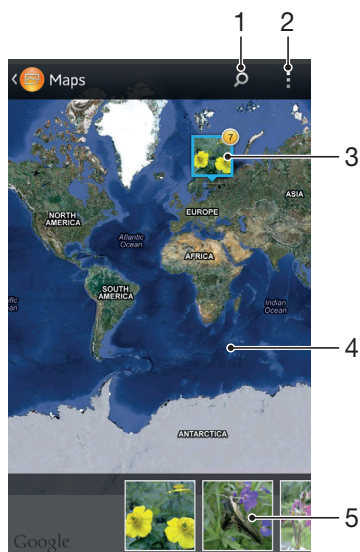 1 2
Maps
7
3
ASIA
EUROPE
NORTH
AMERICA
Atlantic
Ocean
AFRICA
SOUTH
AMERICA
Indian
Ocean
4
ANTARCTICA
5
Google